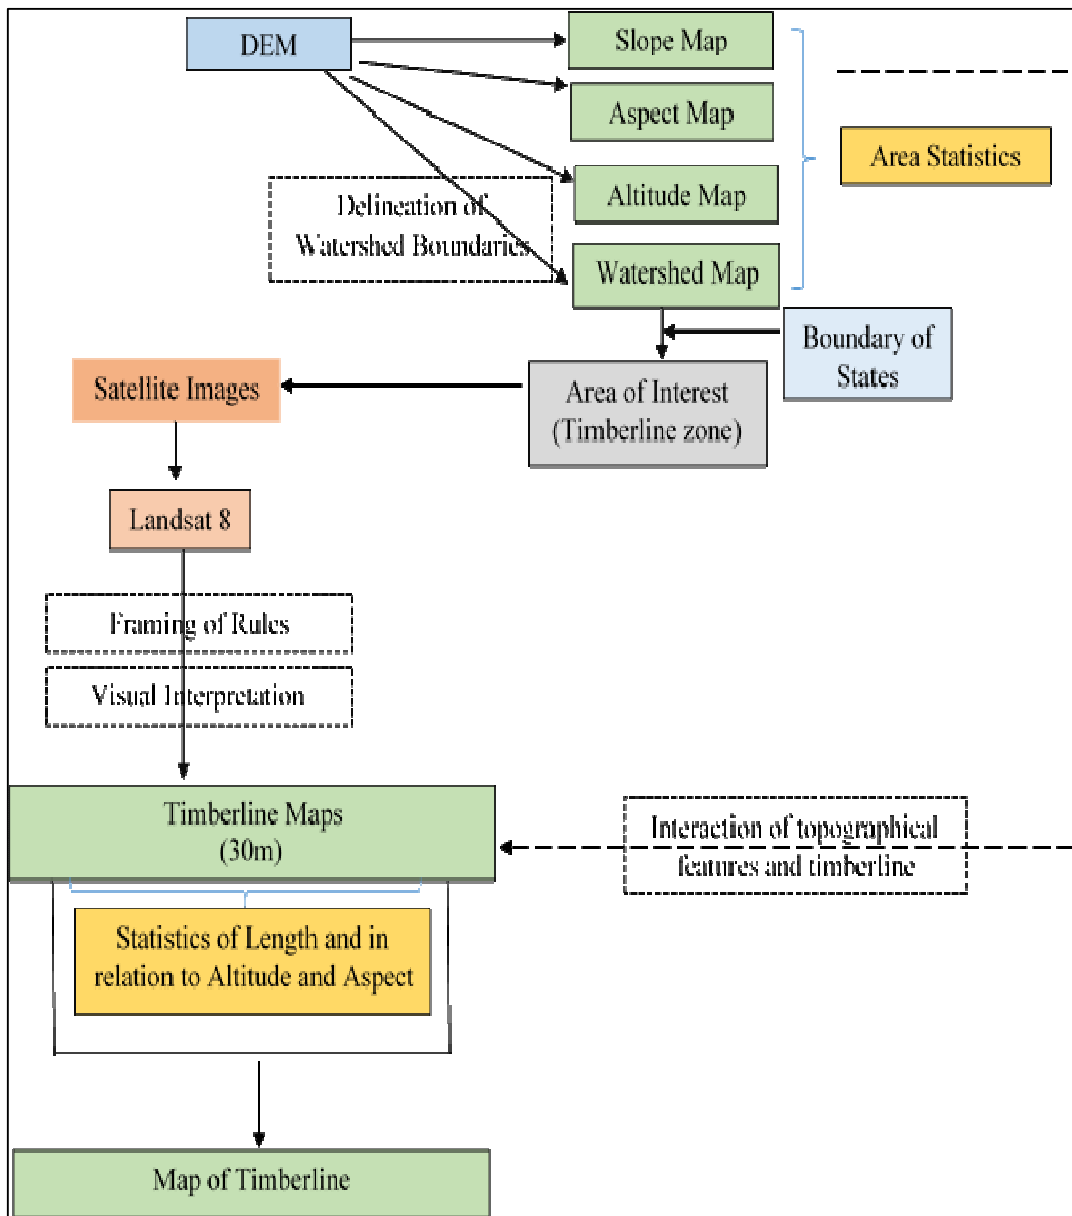 DEM
Slope Map
Aspect Map
Area Statistics
Altitude Map
Delineation of
Watershed Boundaries
Watershed Map
Boundary of
States
Satellite Images
Area of Interest
(Timberline zone)
Landsat 8
Framing of Rules
Visual Interpretation
Timberline Maps
(30m)
Interaction of topographical
features and timberline
Statistics of Length and in
relation to Altitude and Aspect
Map of Timberline